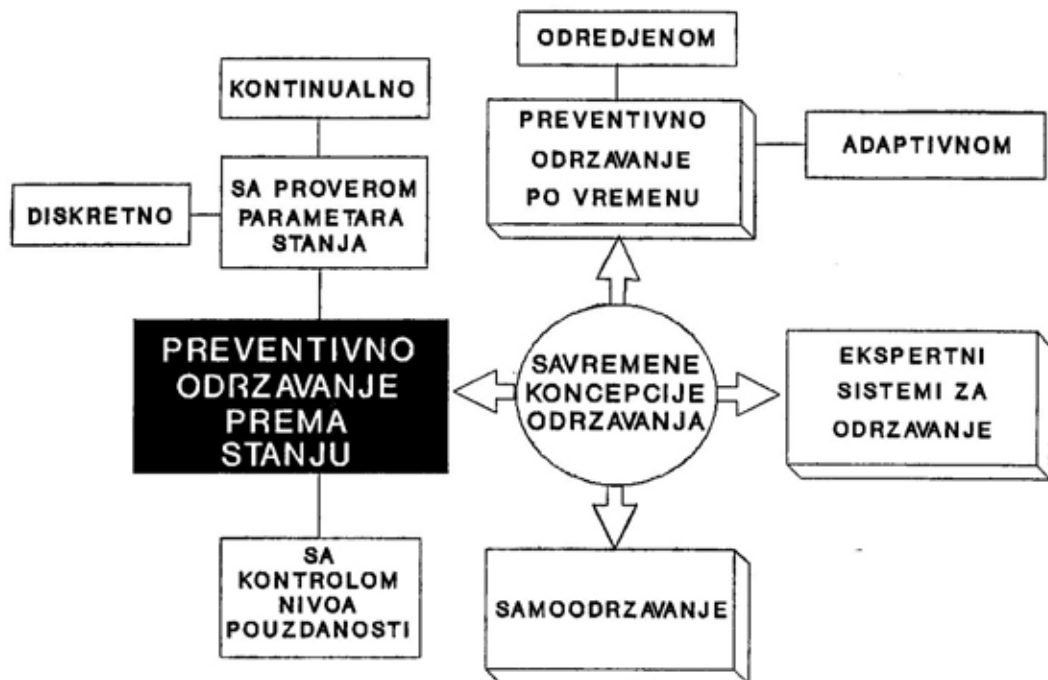 ODREDJENOM
KONTINUALNO
PREVENTIVNO
ODRZAVANJE
PO VREMENU
ADAPTIVNOM
DISKRETNO
SA PROVEROM
PARAMETARA
STANJA
PREVENTIVNO
ODRZAVANJE
PREMA
STANJU
SAVREMENE
KONCEPCIJE
ODRZAVANJA
EKSPERTNI
SISTEMI ZA
ODRZAVANJE
SA
KONTROLOM
NIVOA
POUZDANOSTI
SAMOODRZAVANJE